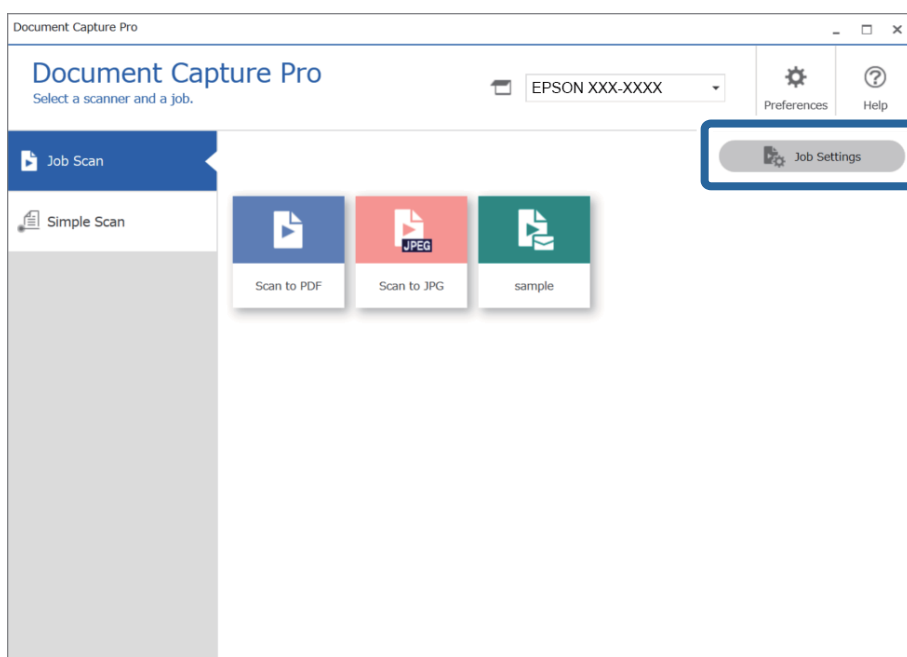 Document Capture Pro
Document Capture Pro
Select a scanner and a job.
EPSON XXX-XXXX
Preferences
Help
Job Scan
Job Settings
Simple Scan
JPEG
Scan to PDF
Scan to JPG
sample